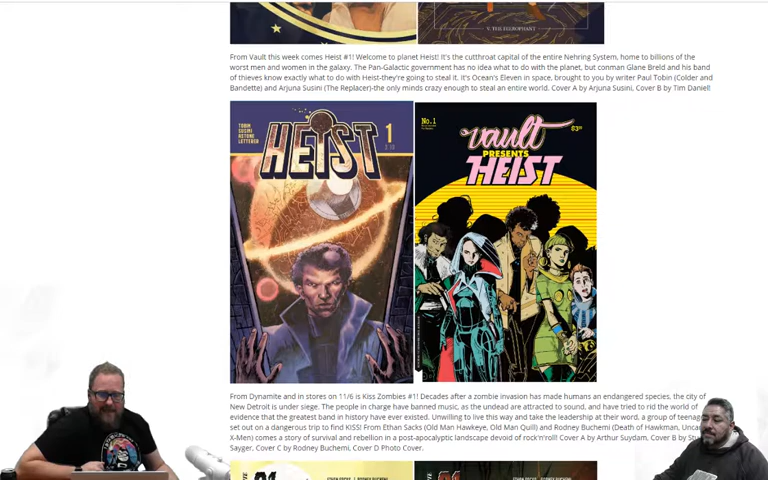 V. THE HIEROPHANT
From Vault this week comes Heist #1! Welcome to planet Heist! It's the cutthroat capital of the entire Nehring System, home to billions of the
worst men and women in the galaxy. The Pan-Galactic government has no idea what to do with the planet, but conman Glane Breld and his band
of thieves know exactly what to do with Heist-they're going to steal it. It's Ocean's Eleven in space, brought to you by writer Paul Tobin (Colder and
Bandette) and Arjuna Susini (The Replacer)-the only minds crazy enough to steal an entire world. Cover A by Arjuna Susini, Cover B by Tim Daniel!
TOBIN
SUSINI
ASTONE
LETTERER
HEIST
1
No.1
$3.99
vault
PRESENTS
HEIST
From Dynamite and in stores on 11/6 is Kiss Zombies #1! Decades after a zombie invasion has made humans an endangered species, the city of
New Detroit is under siege. The people in charge have banned music, as the undead are attracted to sound, and have tried to rid the world of
evidence that the greatest band in history have ever existed. Unwilling to live this way and take the leadership at their word, a group of teenag
set out on a dangerous trip to find KISS! From Ethan Sacks (Old Man Hawkeye, Old Man Quill) and Rodney Buchemi (Death of Hawkman, Unca
X-Men) comes a story of survival and rebellion in a post-apocalyptic landscape devoid of rock'n'roll! Cover A by Arthur Suydam, Cover B by Stu
Sayger, Cover C by Rodney Buchemi, Cover D Photo Cover.
ETHAN SACKS RODNEY BUCHEMI